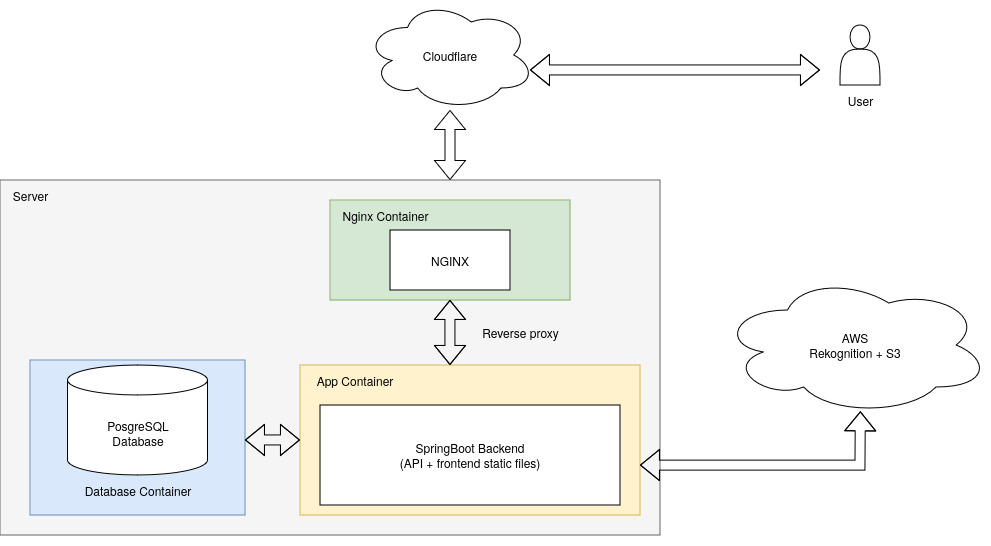 Cloudflare
User
Server
Nginx Container
NGINX
Reverse proxy
AWS
Rekognition + S3
App Container
PosgreSQL
Database
SpringBoot Backend
(API + frontend static files)
Database Container